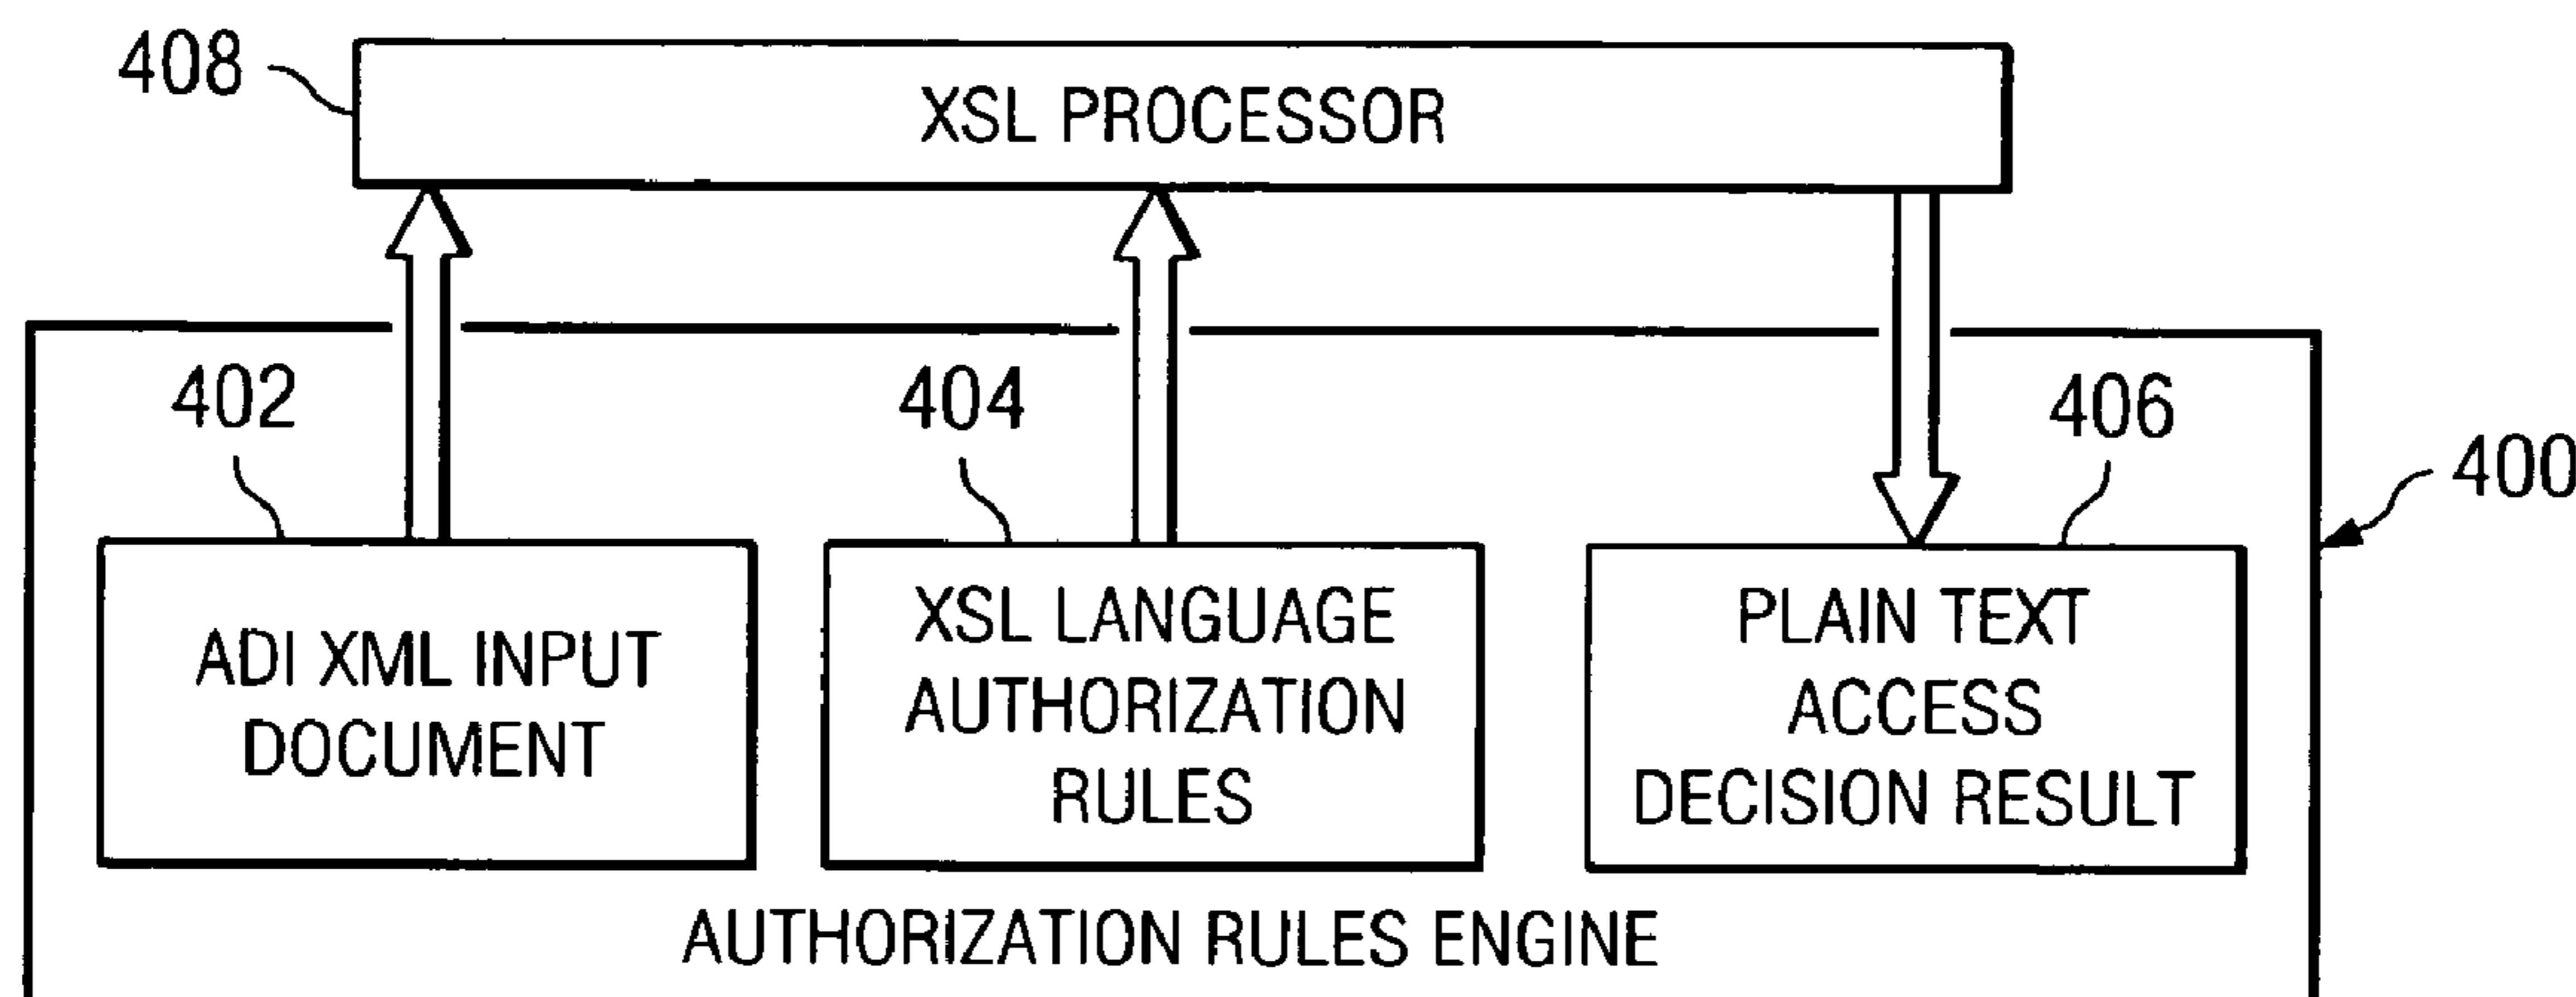 408
XSL PROCESSOR
402
404
406
400
ADI XML INPUT
DOCUMENT
XSL LANGUAGE
AUTHORIZATION
RULES
PLAIN TEXT
ACCESS
DECISION RESULT
AUTHORIZATION RULES ENGINE